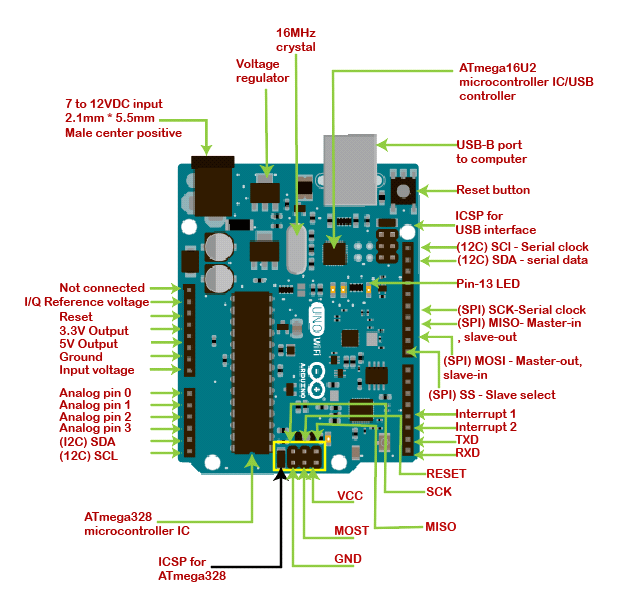 16MHz
crystal
Voltage
regulator
ATmega16U2
microcontroller IC/USB
controller
7 to 12VDC input
2.1mm * 5.5mm
Male center positive
USB-B port
to computer
Reset button
ICSP for
USB interface
(12C) SCI - Serial clock
(12C) SDA - serial data
Pin-13 LED
Not connected
I/Q Reference voltage
Reset
3.3V Output
5V Output
Ground
Input voltage
(SPI) SCK-Serial clock
(SPI) MISO- Master-in
, slave-out
(SPI) MOSI - Master-out,
slave-in
(SPI) SS - Slave select
UNO
WiFi
ARDUINO
Analog pin 0
Analog pin 1
Analog pin 2
Analog pin 3
(I2C) SDA
(12C) SCL
Interrupt 1
Interrupt 2
TXD
RXD
RESET
SCK
VCC
MISO
MOST
GND
ATmega328
microcontroller IC
ICSP for
ATmega328